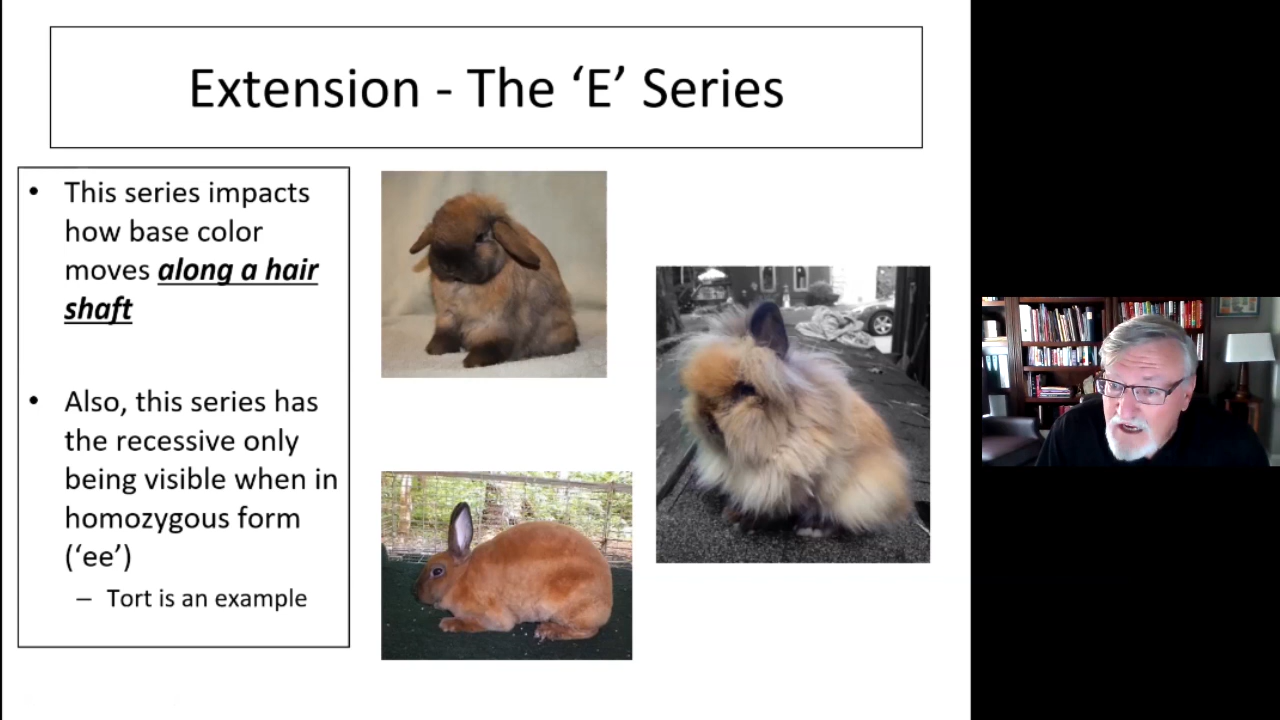 Extension - The ‘E’ Series
• This series impacts
how base color
moves along a hair
shaft
• Also, this series has
the recessive only
being visible when in
homozygous form
(‘ee’)
– Tort is an example